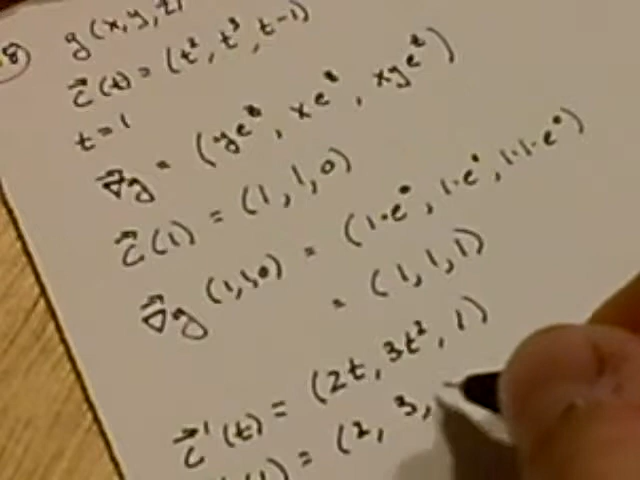 8)
g(x,y,z)
c⃗(t) = (t², t³, t-1)
t=1
∇⃗g = (ye^z, xe^z, xye^z)
c⃗(1) = (1,1,0)
∇⃗g(1,1,0) = (1·e⁰, 1·e⁰, 1·1·e⁰)
= (1,1,1)
c⃗'(t) = (2t, 3t², 1)
(1) = (2, 3,